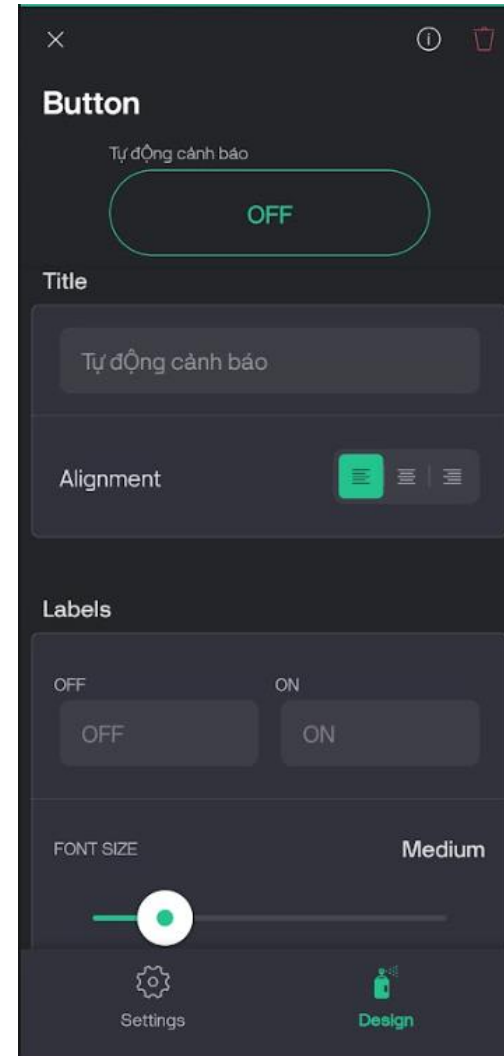 Button
Tự động cảnh báo
OFF
Title
Tự động cảnh báo
Alignment
Labels
OFF ON
OFF ON
FONT SIZE Medium
Settings Design